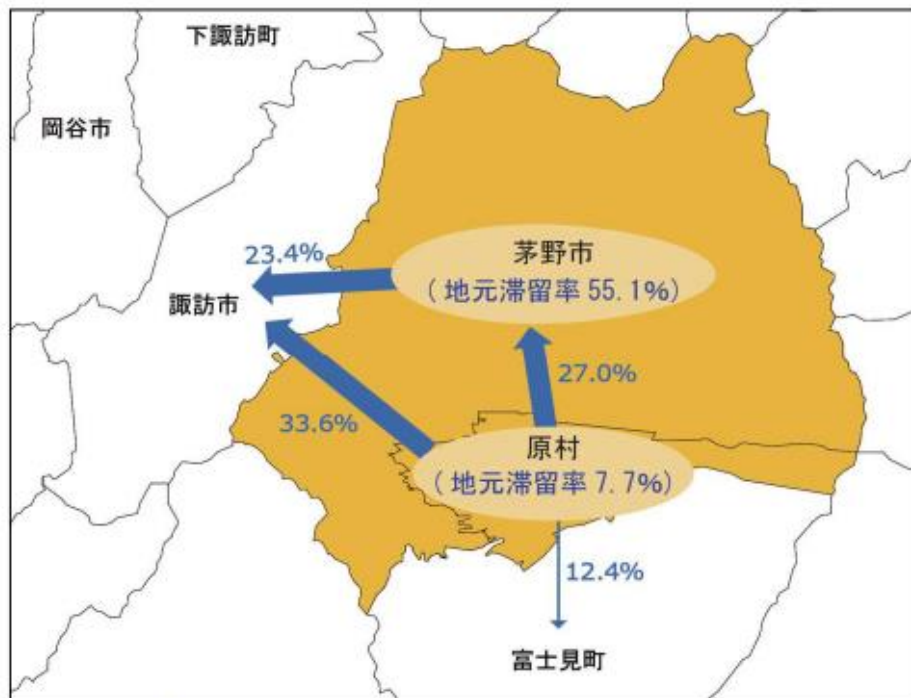 下諏訪町
岡谷市
23.4%
茅野市
(地元滞留率 55.1%)
諏訪市
27.0%
33.6%
原村
(地元滞留率 7.7%)
12.4%
富士見町